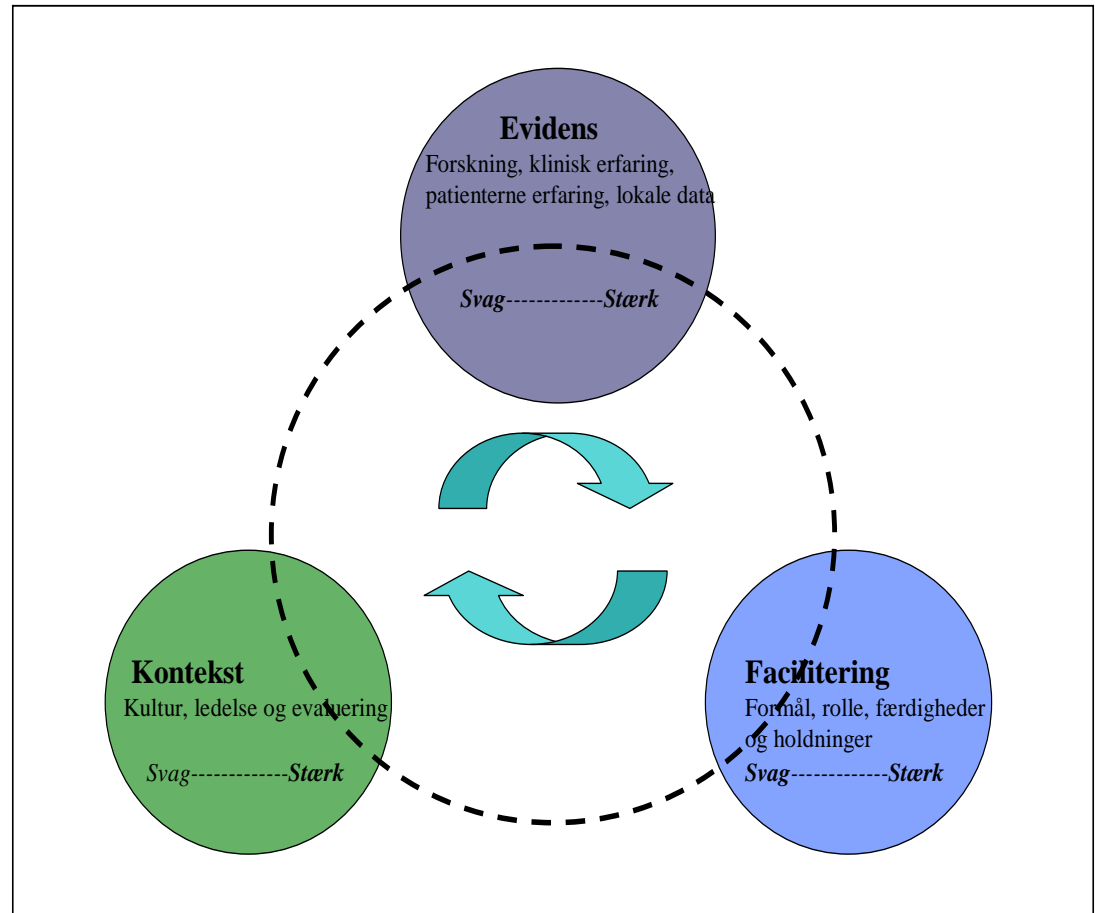 Evidens
Forskning, klinisk erfaring,
patienterne erfaring, lokale data
Svag-------------Stærk
Kontekst
Kultur, ledelse og evaluering
Svag-------------Stærk
Facilitering
Formål, rolle, færdigheder
og holdninger
Svag-------------Stærk